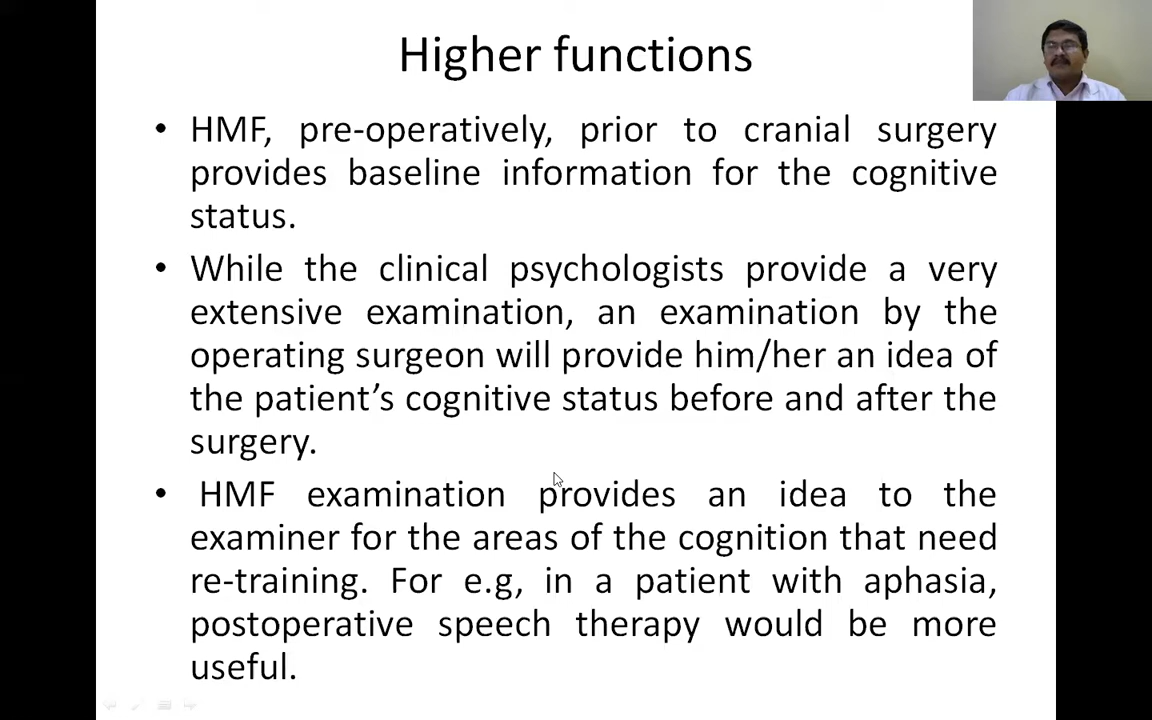 Higher functions
• HMF, pre-operatively, prior to cranial surgery
provides baseline information for the cognitive
status.
• While the clinical psychologists provide a very
extensive examination, an examination by the
operating surgeon will provide him/her an idea of
the patient’s cognitive status before and after the
surgery.
• HMF examination provides an idea to the
examiner for the areas of the cognition that need
re-training. For e.g, in a patient with aphasia,
postoperative speech therapy would be more
useful.